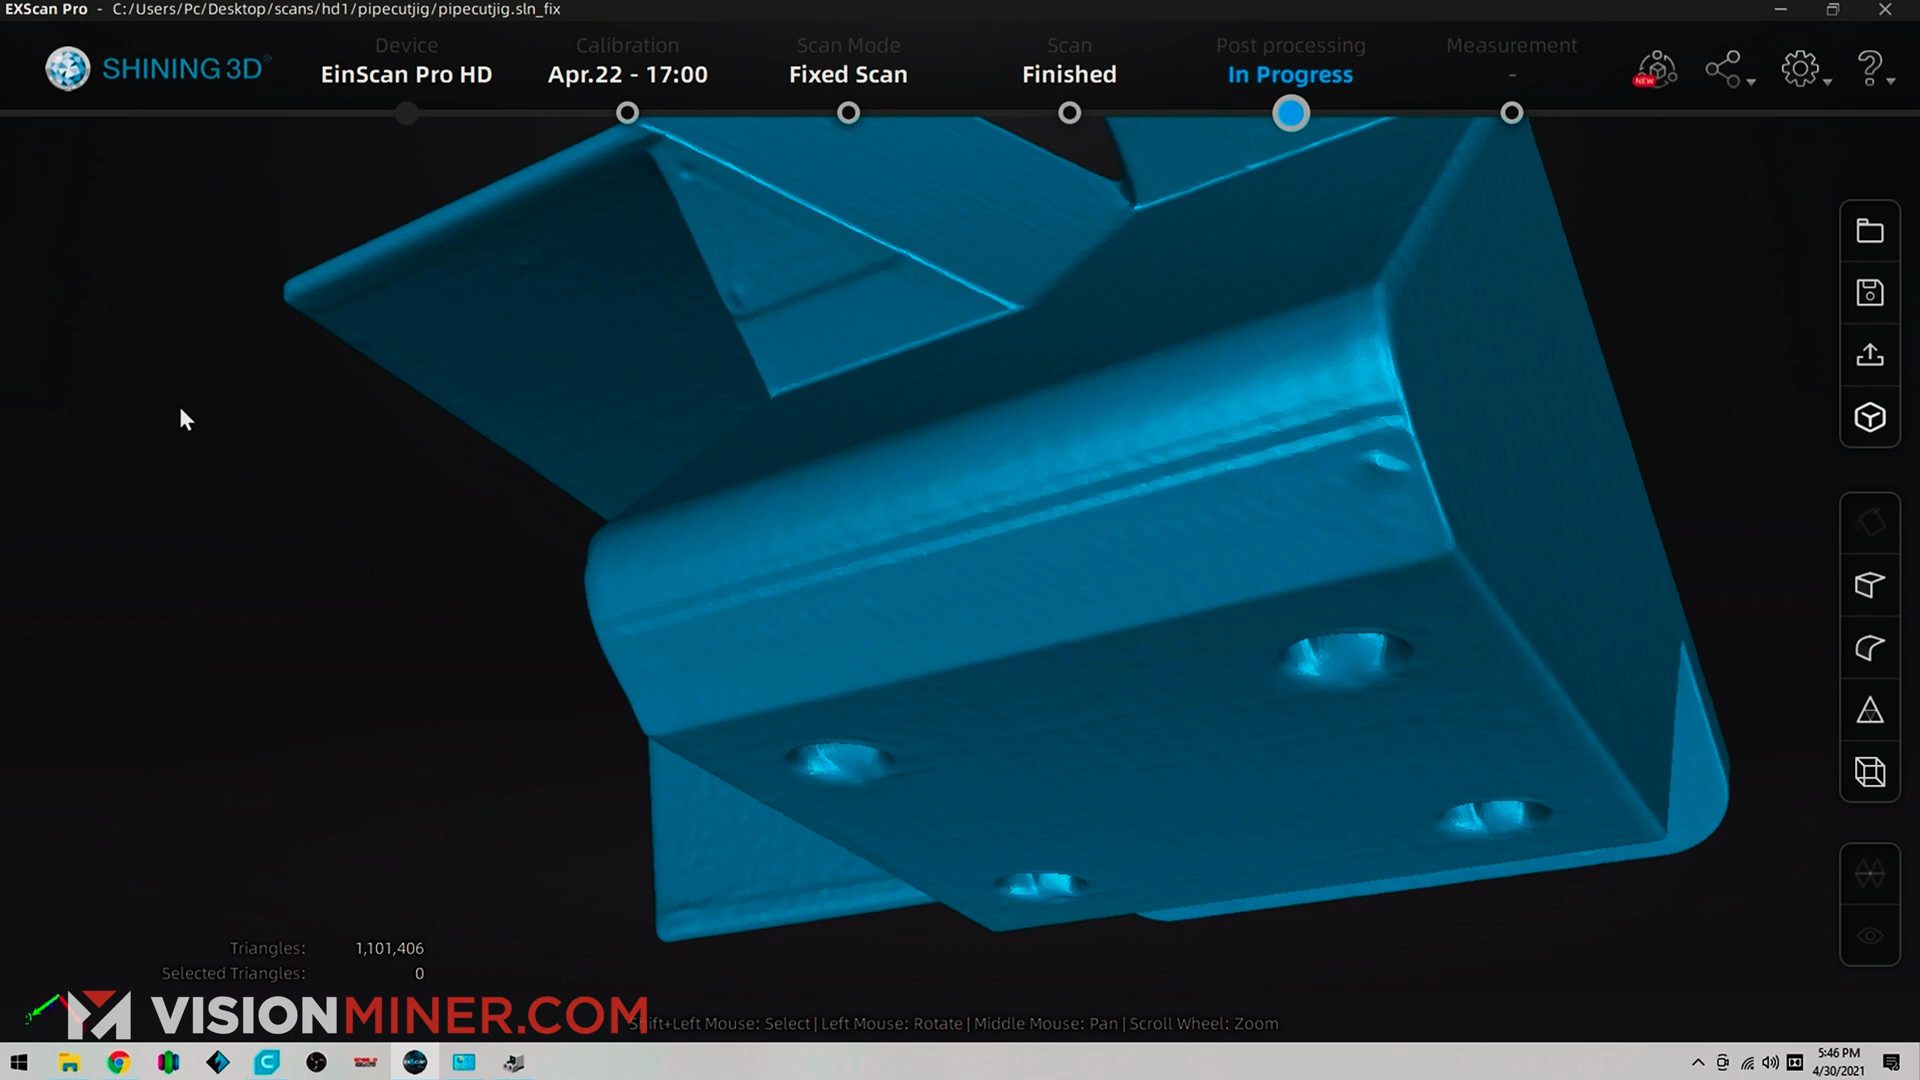 EXScan Pro - C:/Users/Pc/Desktop/scans/hd1/pipecutjig/pipecutjig.sln_fix
SHINING 3D®
Device
EinScan Pro HD
Calibration
Apr.22 - 17:00
Scan Mode
Fixed Scan
Scan
Finished
Post processing
In Progress
Measurement
-
NEW
Triangles: 1,101,406
Selected Triangles: 0
VISIONMINER.COM
Shift+Left Mouse: Select | Left Mouse: Rotate | Middle Mouse: Pan | Scroll Wheel: Zoom
5:46 PM
4/30/2021